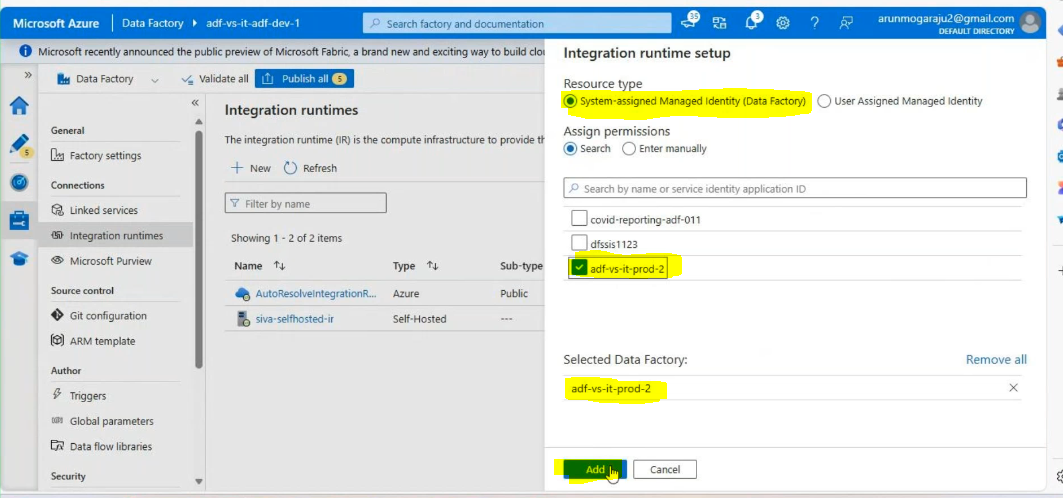 Microsoft Azure Data Factory adf-vs-it-adf-dev-1 Search factory and documentation 35 3 arunmogaraju2@gmail.com
DEFAULT DIRECTORY
Microsoft recently announced the public preview of Microsoft Fabric, a brand new and exciting way to build clou
Data Factory Validate all Publish all 5
General
Factory settings
Connections
Linked services
Integration runtimes
Microsoft Purview
Source control
Git configuration
ARM template
Author
Triggers
Global parameters
Data flow libraries
Security
5
Integration runtimes
The integration runtime (IR) is the compute infrastructure to provide th
New Refresh
Filter by name
Showing 1 - 2 of 2 items
Name Type Sub-type
AutoResolveIntegrationR... Azure Public
siva-selfhosted-ir Self-Hosted ---
Integration runtime setup
Resource type
System-assigned Managed Identity (Data Factory) User Assigned Managed Identity
Assign permissions
Search Enter manually
Search by name or service identity application ID
covid-reporting-adf-011
dfssis1123
adf-vs-it-prod-2
Selected Data Factory: Remove all
adf-vs-it-prod-2
Add Cancel